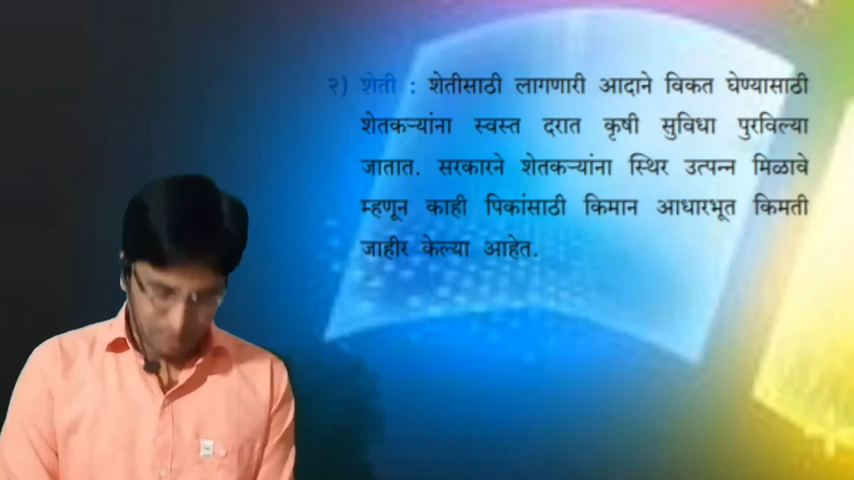 २) शेती : शेतीसाठी लागणारी आदाने विकत घेण्यासाठी
शेतकऱ्यांना स्वस्त दरात कृषी सुविधा पुरविल्या
जातात. सरकारने शेतकऱ्यांना स्थिर उत्पन्न मिळावे
म्हणून काही पिकांसाठी किमान आधारभूत किमती
जाहीर केल्या आहेत.